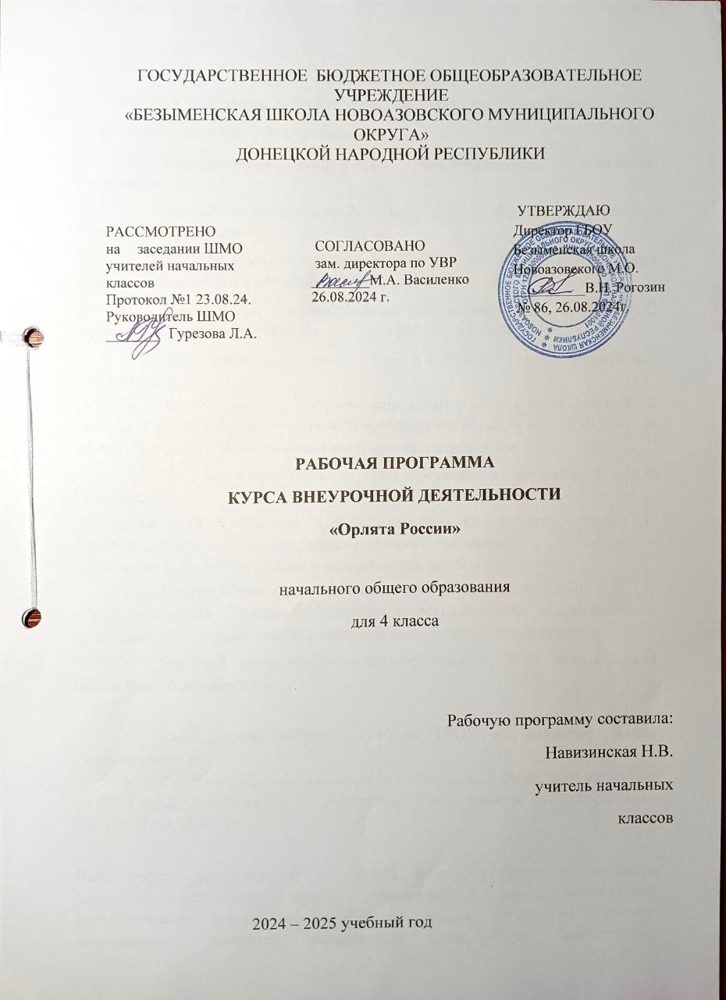 ГОСУДАРСТВЕННОЕ БЮДЖЕТНОЕ ОБЩЕОБРАЗОВАТЕЛЬНОЕ
УЧРЕЖДЕНИЕ
«БЕЗЫМЕНСКАЯ ШКОЛА НОВОАЗОВСКОГО МУНИЦИПАЛЬНОГО
ОКРУГА»
ДОНЕЦКОЙ НАРОДНОЙ РЕСПУБЛИКИ
РАССМОТРЕНО
на заседании ШМО
учителей начальных
классов
Протокол №1 23.08.24.
Руководитель ШМО
Гурезова Л.А.
СОГЛАСОВАНО
зам. директора по УВР
М.А. Василенко
26.08.2024 г.
УТВЕРЖДАЮ
Директор ГБОУ
Безыменская школа
Новоазовского М.О.
В.Н. Рогозин
№ 86, 26.08.2024г.
РАБОЧАЯ ПРОГРАММА
КУРСА ВНЕУРОЧНОЙ ДЕЯТЕЛЬНОСТИ
«Орлята России»
начального общего образования
для 4 класса
Рабочую программу составила:
Навизинская Н.В.
учитель начальных
классов
2024 – 2025 учебный год